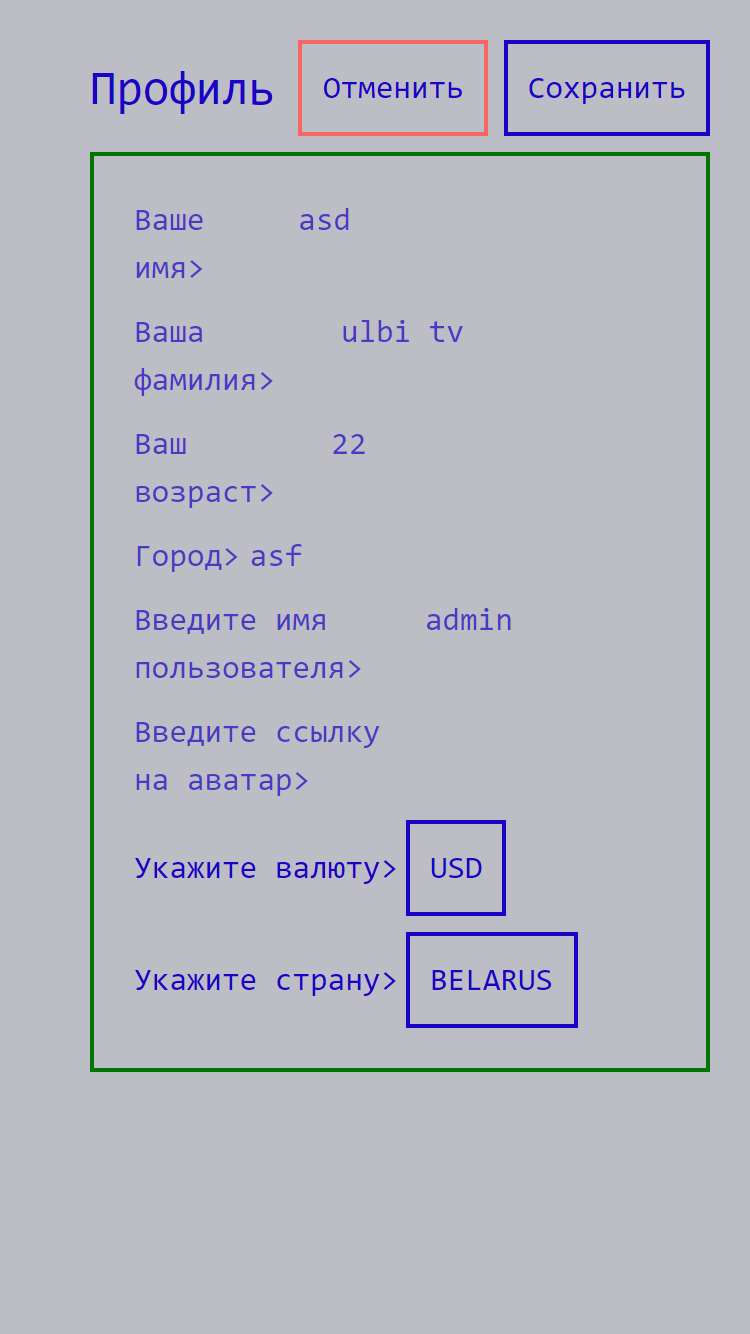 Профиль Отменить Сохранить
Ваше asd
имя>
Ваша ulbi tv
фамилия>
Ваш 22
возраст>
Город> asf
Введите имя admin
пользователя>
Введите ссылку
на аватар>
Укажите валюту> USD
Укажите страну> BELARUS